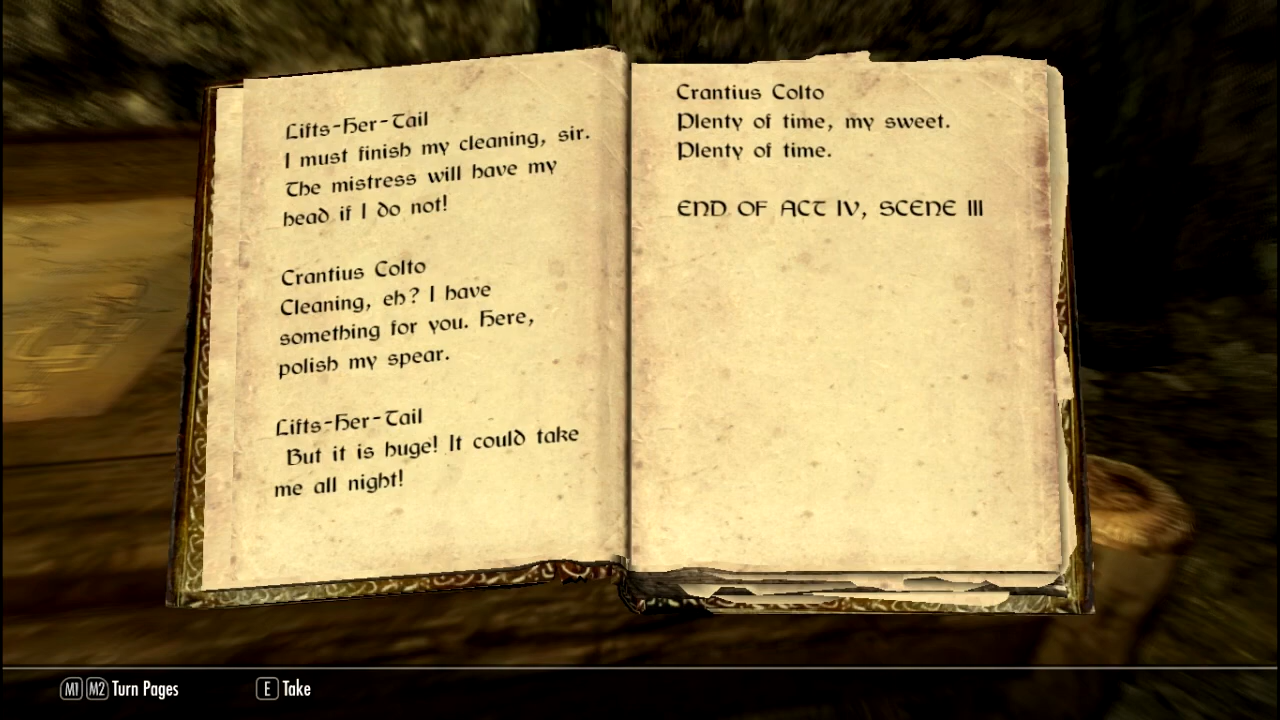 Lifts-Her-Tail
I must finish my cleaning, sir.
The mistress will have my
head if I do not!
Crantius Colto
Cleaning, eh? I have
something for you. Here,
polish my spear.
Lifts-Her-Tail
But it is huge! It could take
me all night!
Crantius Colto
Plenty of time, my sweet.
Plenty of time.
END OF ACT IV, SCENE III
M1 M2 Turn Pages
E Take